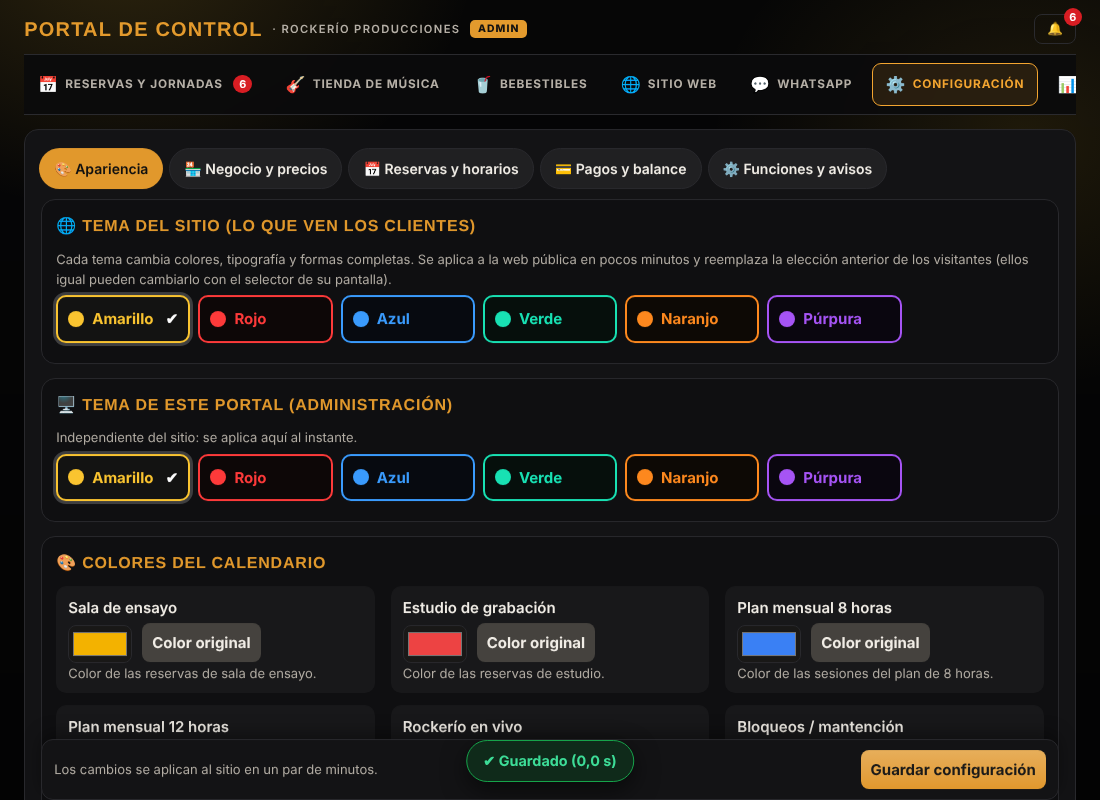 PORTAL DE CONTROL · ROCKERÍO PRODUCCIONES ADMIN 6
RESERVAS Y JORNADAS 6 TIENDA DE MÚSICA BEBESTIBLES SITIO WEB WHATSAPP CONFIGURACIÓN
Apariencia Negocio y precios Reservas y horarios Pagos y balance Funciones y avisos
TEMA DEL SITIO (LO QUE VEN LOS CLIENTES)
Cada tema cambia colores, tipografía y formas completas. Se aplica a la web pública en pocos minutos y reemplaza la elección anterior de los visitantes (ellos
igual pueden cambiarlo con el selector de su pantalla).
Amarillo ✔ Rojo Azul Verde Naranjo Púrpura
TEMA DE ESTE PORTAL (ADMINISTRACIÓN)
Independiente del sitio: se aplica aquí al instante.
Amarillo ✔ Rojo Azul Verde Naranjo Púrpura
COLORES DEL CALENDARIO
Sala de ensayo Estudio de grabación Plan mensual 8 horas
Color original Color original Color original
Color de las reservas de sala de ensayo. Color de las reservas de estudio. Color de las sesiones del plan de 8 horas.
Plan mensual 12 horas Rockerío en vivo Bloqueos / mantención
✔ Guardado (0,0 s)
Los cambios se aplican al sitio en un par de minutos. Guardar configuración